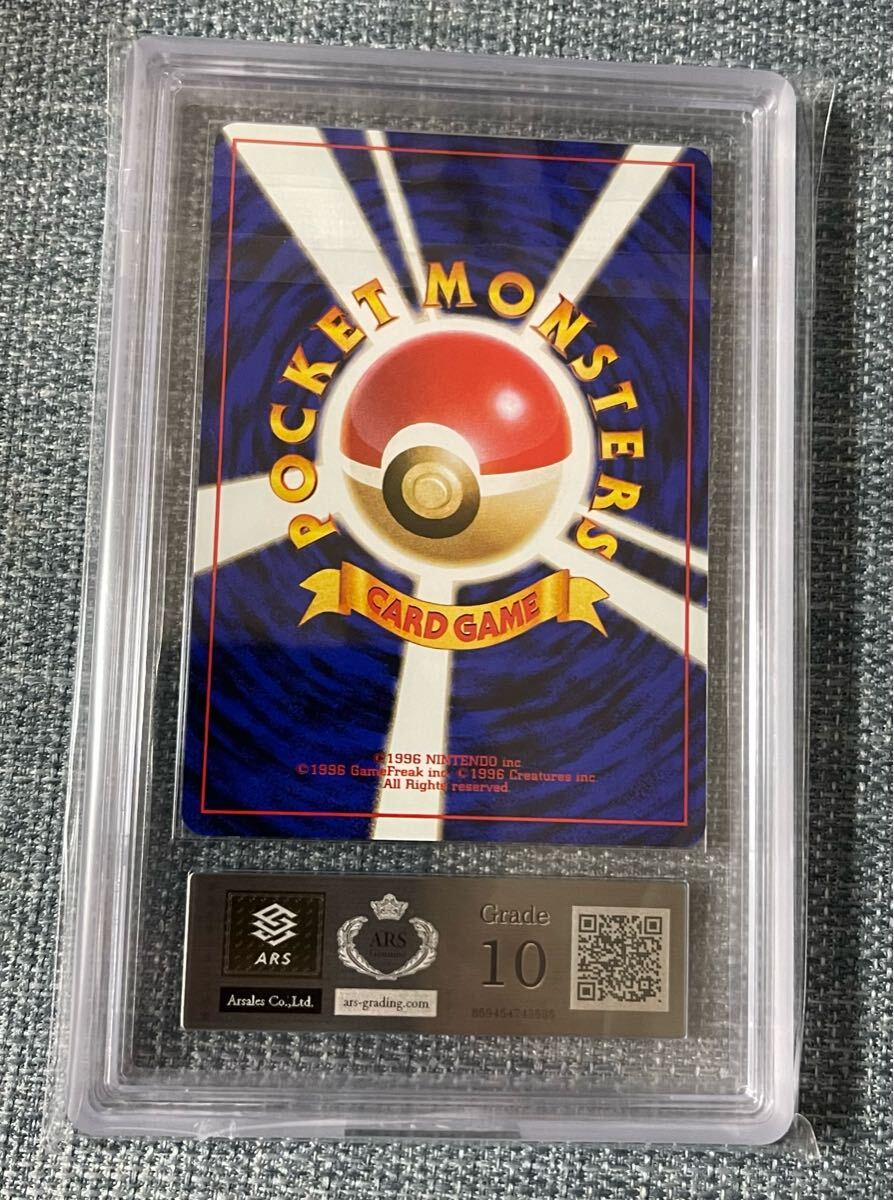 POCKET MONSTERS
CARD GAME
©1996 NINTENDO inc
©1996 GameFreak inc ©1996 Creatures inc
All Rights reserved.
ARS
Arsales Co.,Ltd.
ARS
Genuine
ars-grading.com
Grade
10